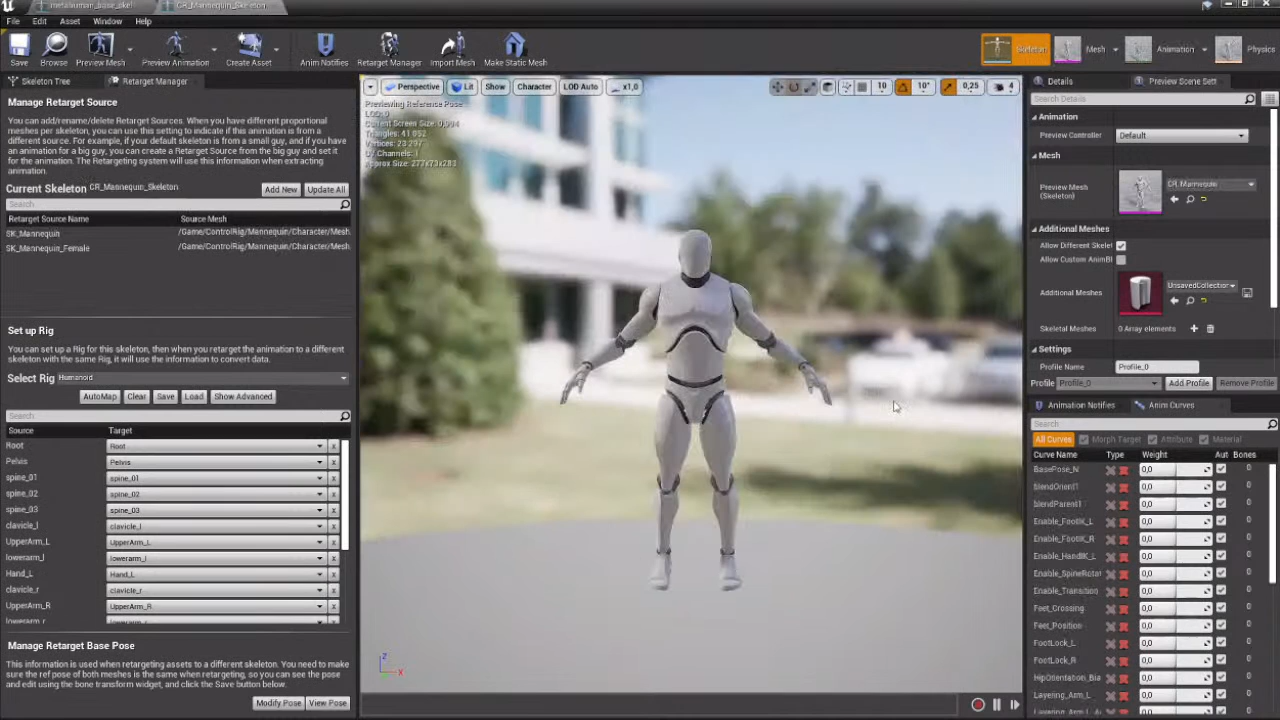 metahuman_base_skel
CR_Mannequin_Skeleton
File Edit Asset Window Help
Save
Browse
Preview Mesh
Preview Animation
Create Asset
Anim Notifies
Retarget Manager
Import Mesh
Make Static Mesh
Skeleton
Mesh
Animation
Physics
Skeleton Tree
Retarget Manager
Manage Retarget Source
You can add/rename/delete Retarget Sources. When you have different proportional
meshes per skeleton, you can use this setting to indicate if this animation is from a
different source. For example, if your default skeleton is from a small guy, and if you have
an animation for a big guy, you can create a Retarget Source from the big guy and set it
for the animation. The Retargeting system will use this information when extracting
animation.
Current Skeleton CR_Mannequin_Skeleton
Add New
Update All
Search
Retarget Source Name Source Mesh
SK_Mannequin /Game/ControlRig/Mannequin/Character/Mesh
SK_Mannequin_Female /Game/ControlRig/Mannequin/Character/Mesh
Set up Rig
You can set up a Rig for this skeleton, then when you retarget the animation to a different
skeleton with the same Rig, it will use the information to convert data.
Select Rig Humanoid
AutoMap Clear Save Load Show Advanced
Search
Source Target
Root Root x
Pelvis Pelvis x
spine_01 spine_01 x
spine_02 spine_02 x
spine_03 spine_03 x
clavicle_l clavicle_l x
UpperArm_L UpperArm_L x
lowerarm_l lowerarm_l x
Hand_L Hand_L x
clavicle_r clavicle_r x
UpperArm_R UpperArm_R x
lowerarm_r lowerarm_r
Manage Retarget Base Pose
This information is used when retargeting assets to a different skeleton. You need to make
sure the ref pose of both meshes is the same when retargeting, so you can see the pose
and edit using the bone transform widget, and click the Save button below.
Modify Pose View Pose
Perspective Lit Show Character LOD Auto x1,0
10 10° 0,25 4
Previewing Reference Pose
LOD: 0
Current Screen Size: 0,994
Triangles: 41 052
Vertices: 23 297
UV Channels: 1
Approx Size: 277x73x283
Z
X
Details
Preview Scene Sett
Search Details
Animation
Preview Controller Default
Mesh
Preview Mesh
(Skeleton)
CR_Mannequin
Additional Meshes
Allow Different Skelet
Allow Custom AnimBl
Additional Meshes
UnsavedCollection
Skeletal Meshes 0 Array elements
Settings
Profile Name Profile_0
Profile Profile_0 Add Profile Remove Profile
Animation Notifies
Anim Curves
Search
All Curves Morph Target Attribute Material
Curve Name Type Weight Aut Bones
BasePose_N 0,0 0
blendOrient1 0,0 0
blendParent1 0,0 0
Enable_FootIK_L 0,0 0
Enable_FootIK_R 0,0 0
Enable_HandIK_L 0,0 0
Enable_SpineRotat 0,0 0
Enable_Transition 0,0 0
Feet_Crossing 0,0 0
Feet_Position 0,0 0
FootLock_L 0,0 0
FootLock_R 0,0 0
HipOrientation_Bia 0,0 0
Layering_Arm_L 0,0 0